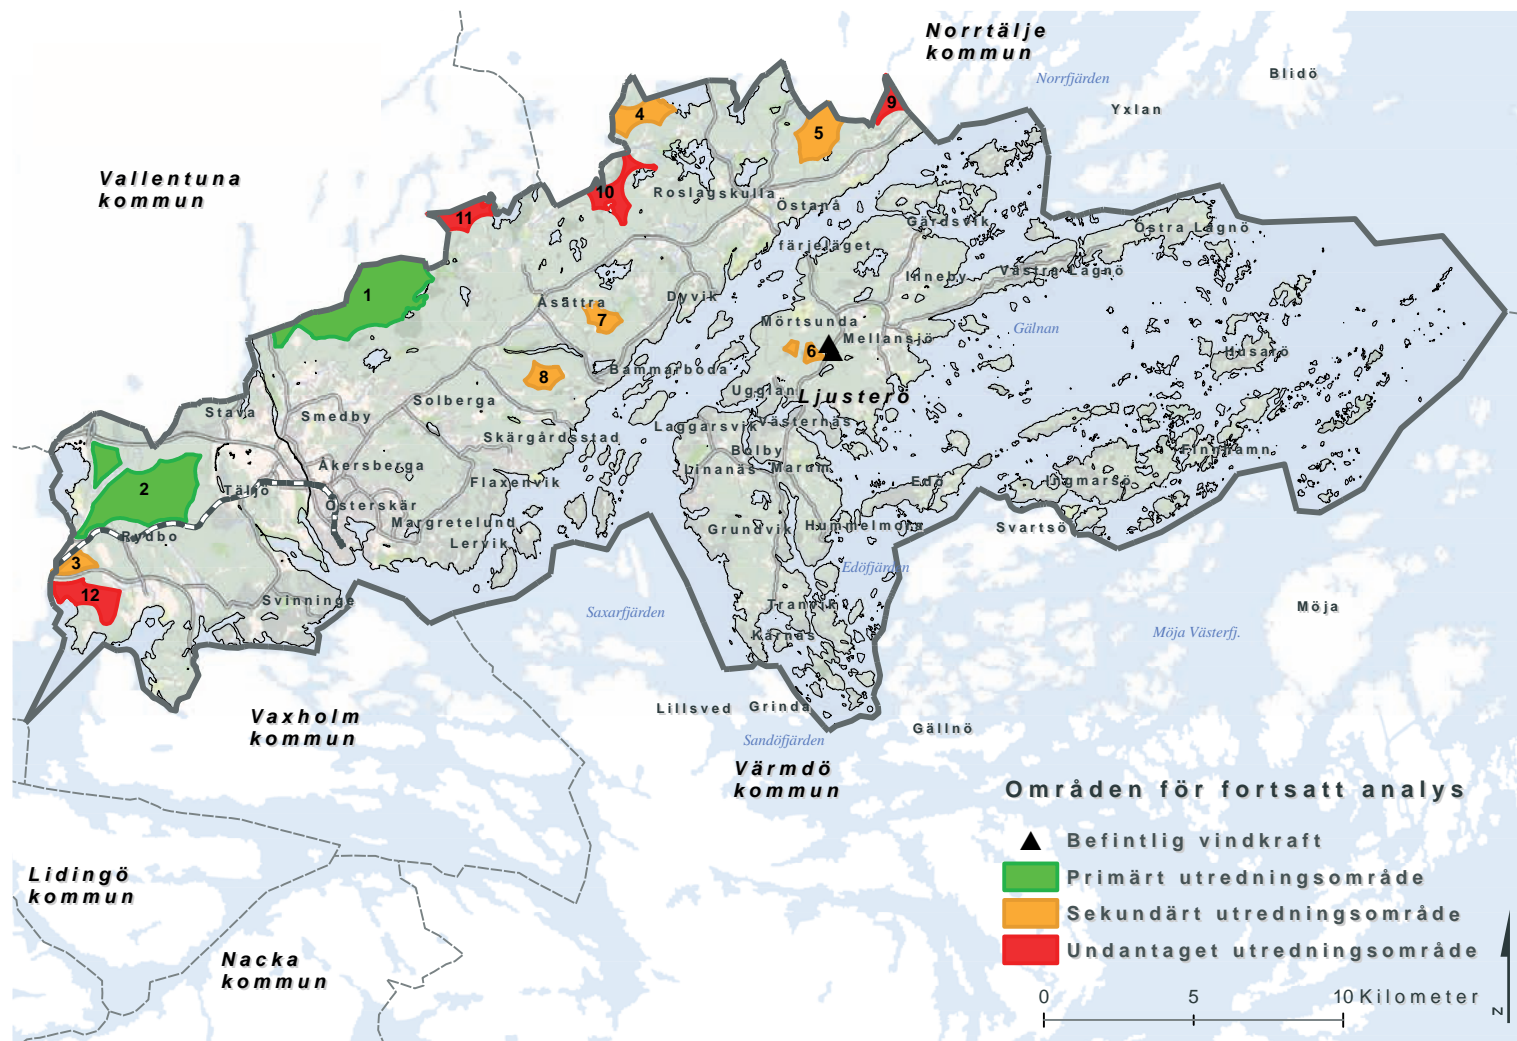 Norrtälje
kommun
Blidö
Norrfjärden
Yxlan
9
4
5
Vallentuna
kommun
10
Roslagskulla
Östanå
11
Gärdsvik
Östra Lagnö
färjeläget
Inneby
Västra Lagnö
1
Åsättra
Dyvik
7
Mörtsunda
Gälnan
Mellansjö
6
Husarö
8
Bammarboda
Ugglan
Ljusterö
Solberga
Stava
Smedby
Laggarsvik
Västernäs
Skärgårdsstad
Bolby
Finnhamn
Åkersberga
Linanäs
Marum
2
Täljö
Flaxenvik
Edö
Ingmarsö
Österskär
Margretelund
Grundvik
Hummelmora
Svartsö
Rydbo
Lervik
3
Edöfjärden
12
Svinninge
Saxarfjärden
Tranvik
Möja
Kårnäs
Möja Västerfj.
Vaxholm
kommun
Lillsved
Grinda
Gällnö
Sandöfjärden
Värmdö
kommun
Områden för fortsatt analys
Befintlig vindkraft
Primärt utredningsområde
Sekundärt utredningsområde
Undantaget utredningsområde
Lidingö
kommun
Nacka
kommun
0 5 10 Kilometer
N